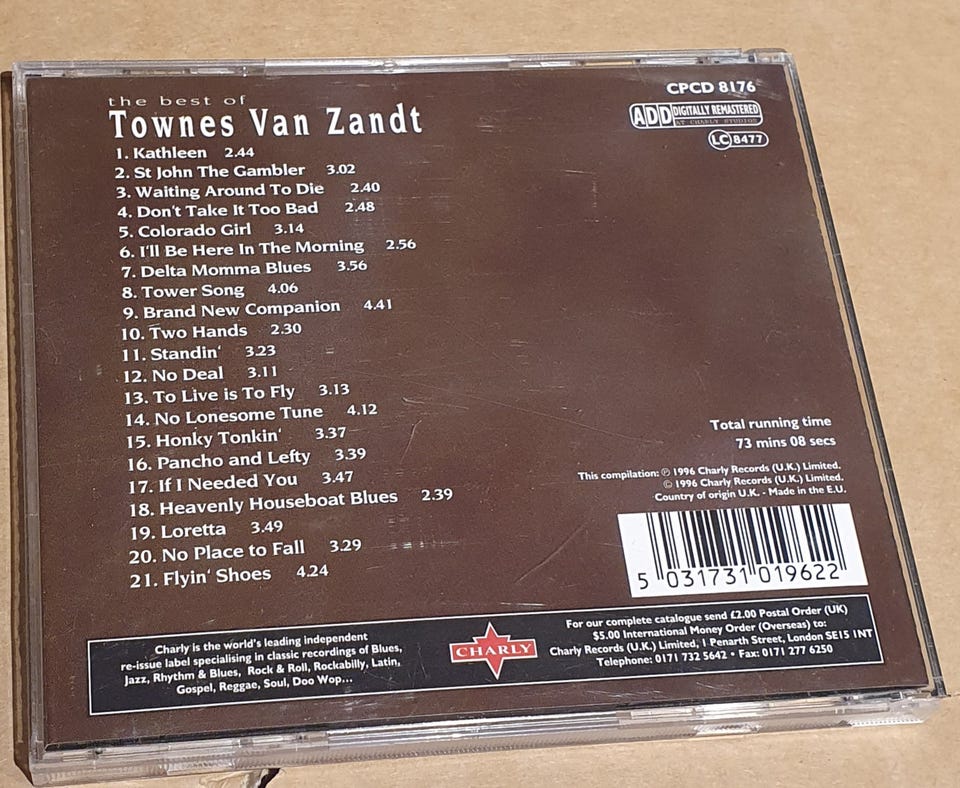 the best of
Townes Van Zandt
1. Kathleen 2.44
2. St John The Gambler 3.02
3. Waiting Around To Die 2.40
4. Don't Take It Too Bad 2.48
5. Colorado Girl 3.14
6. I'll Be Here In The Morning 2.56
7. Delta Momma Blues 3.56
8. Tower Song 4.06
9. Brand New Companion 4.41
10. Two Hands 2.30
11. Standin' 3.23
12. No Deal 3.11
13. To Live is To Fly 3.13
14. No Lonesome Tune 4.12
15. Honky Tonkin' 3.37
16. Pancho and Lefty 3.39
17. If I Needed You 3.47
18. Heavenly Houseboat Blues 2.39
19. Loretta 3.49
20. No Place to Fall 3.29
21. Flyin' Shoes 4.24
CPCD 8176
ADD DIGITALLY REMASTERED
AT CHARLY STUDIOS
LC 8477
Total running time
73 mins 08 secs
This compilation: ℗ 1996 Charly Records (U.K.) Limited.
© 1996 Charly Records (U.K.) Limited.
Country of origin U.K. - Made in the E.U.
5 031731 019622
Charly is the world's leading independent
re-issue label specialising in classic recordings of Blues,
Jazz, Rhythm & Blues, Rock & Roll, Rockabilly, Latin,
Gospel, Reggae, Soul, Doo Wop...
CHARLY
For our complete catalogue send £2.00 Postal Order (UK)
$5.00 International Money Order (Overseas) to:
Charly Records (U.K.) Limited, 1 Penarth Street, London SE15 1NT
Telephone: 0171 732 5642 • Fax: 0171 277 6250